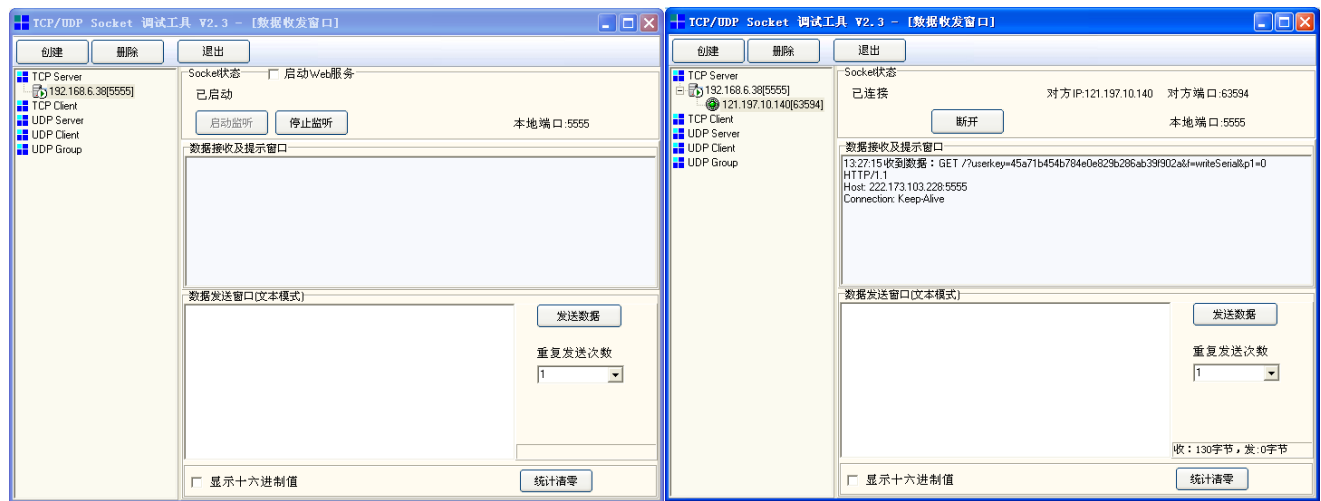 TCP/UDP Socket 调试工具 V2.3 - [数据收发窗口]
创建 删除 退出
TCP Server
192.168.6.38[5555]
TCP Client
UDP Server
UDP Client
UDP Group
Socket状态 启动Web服务
已启动
启动监听 停止监听 本地端口:5555
数据接收及提示窗口
数据发送窗口(文本模式)
发送数据
重复发送次数
1
显示十六进制值 统计清零
TCP/UDP Socket 调试工具 V2.3 - [数据收发窗口]
创建 删除 退出
TCP Server
192.168.6.38[5555]
121.197.10.140[63594]
TCP Client
UDP Server
UDP Client
UDP Group
Socket状态
已连接 对方IP:121.197.10.140 对方端口:63594
断开 本地端口:5555
数据接收及提示窗口
13:27:15 收到数据：GET /?userkey=45a71b454b784e0e829b286ab39f902a&f=writeSerial&p1=0
HTTP/1.1
Host: 222.173.103.228:5555
Connection: Keep-Alive
数据发送窗口(文本模式)
发送数据
重复发送次数
1
收：130字节，发:0字节
显示十六进制值 统计清零